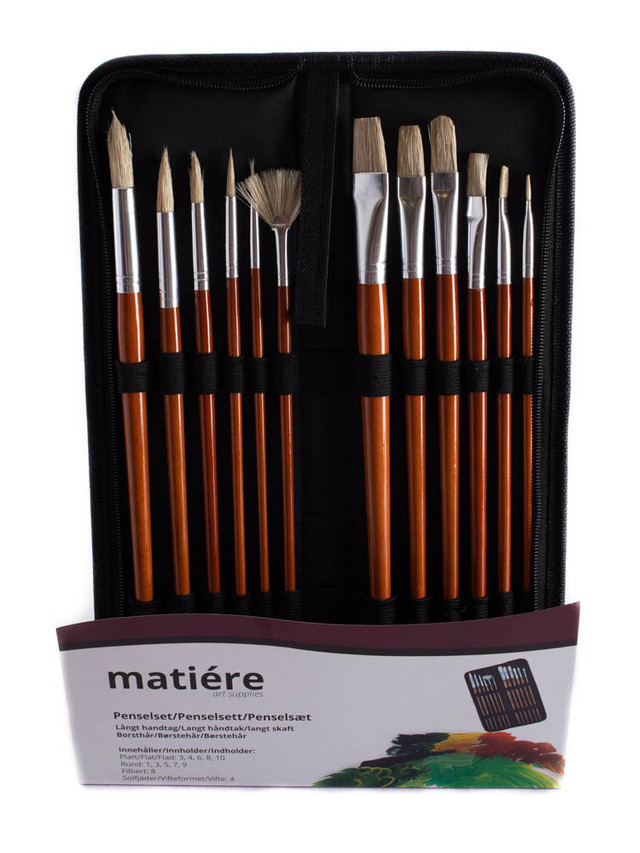 matiére
art supplies
Penselset/Penselsett/Penselsæt
Långt handtag/Langt håndtak/langt skaft
Borsthår/Børstehår/Børstehår
Innehåller/Innholder/Indholder:
Platt/Flat/Flad: 3, 4, 6, 8, 10
Rund: 1, 3, 5, 7, 9
Filbert: 8
Solfjäder/Vifteformet/Vifte: 4